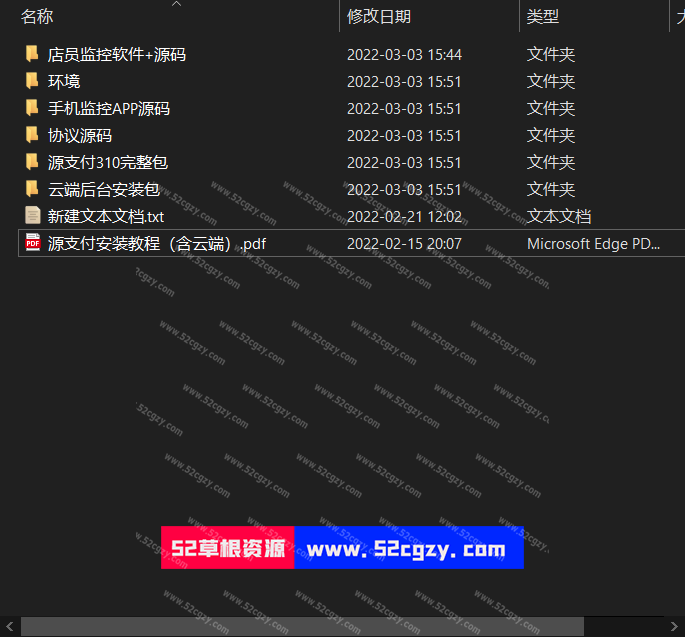 名称 修改日期 类型 大
店员监控软件+源码 2022-03-03 15:44 文件夹
环境 2022-03-03 15:51 文件夹
手机监控APP源码 2022-03-03 15:51 文件夹
协议源码 2022-03-03 15:51 文件夹
源支付310完整包 2022-03-03 15:51 文件夹
云端后台安装包 2022-03-03 15:51 文件夹
新建文本文档.txt 2022-02-21 12:02 文本文档
源支付安装教程（含云端）.pdf 2022-02-15 20:07 Microsoft Edge PD...
www.52cgzy.com
52草根资源 www.52cgzy.com